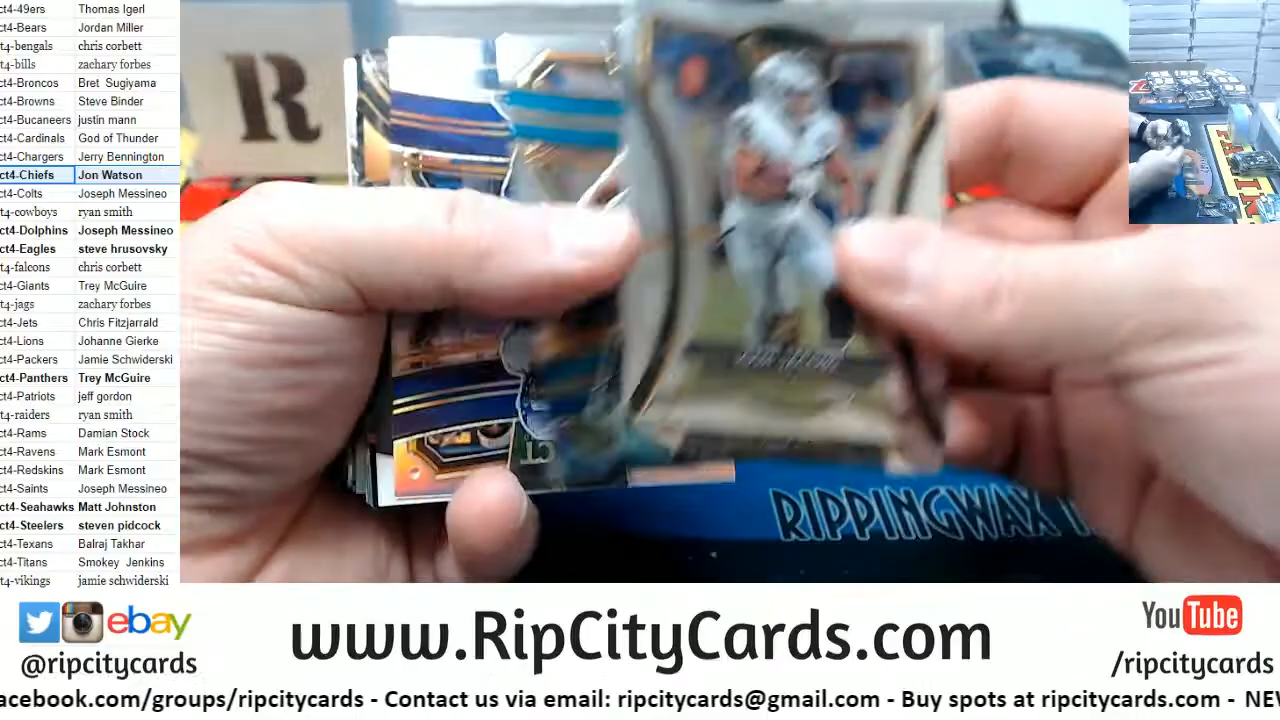 ct4-49ers Thomas Igerl
ct4-Bears Jordan Miller
t4-bengals chris corbett
t4-bills zachary forbes
ct4-Broncos Bret Sugiyama
ct4-Browns Steve Binder
ct4-Bucaneers justin mann
ct4-Cardinals God of Thunder
ct4-Chargers Jerry Bennington
ct4-Chiefs Jon Watson
ct4-Colts Joseph Messineo
t4-cowboys ryan smith
ct4-Dolphins Joseph Messineo
ct4-Eagles steve hrusovsky
t4-falcons chris corbett
ct4-Giants Trey McGuire
t4-jags zachary forbes
ct4-Jets Chris Fitzjarrald
ct4-Lions Johanne Gierke
ct4-Packers Jamie Schwiderski
ct4-Panthers Trey McGuire
ct4-Patriots jeff gordon
t4-raiders ryan smith
ct4-Rams Damian Stock
ct4-Ravens Mark Esmont
ct4-Redskins Mark Esmont
ct4-Saints Joseph Messineo
ct4-Seahawks Matt Johnston
ct4-Steelers steven pidcock
ct4-Texans Balraj Takhar
ct4-Titans Smokey Jenkins
t4-vikings jamie schwiderski
R
RIPPINGWAX
ebay
@ripcitycards
www.RipCityCards.com
YouTube
/ripcitycards
acebook.com/groups/ripcitycards - Contact us via email: ripcitycards@gmail.com - Buy spots at ripcitycards.com - NEW